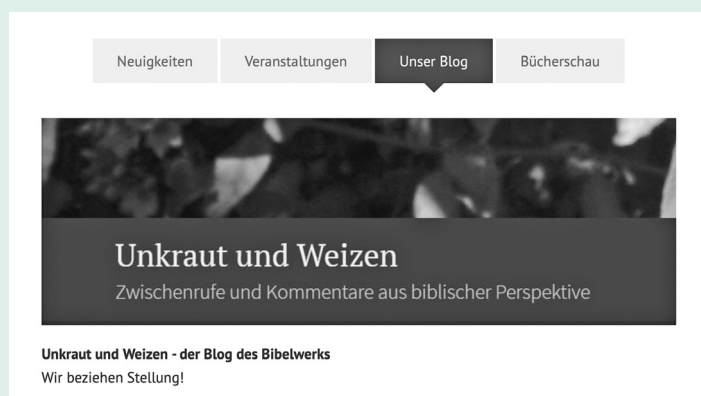 Neuigkeiten Veranstaltungen Unser Blog Bücherschau
Unkraut und Weizen
Zwischenrufe und Kommentare aus biblischer Perspektive
Unkraut und Weizen - der Blog des Bibelwerks
Wir beziehen Stellung!